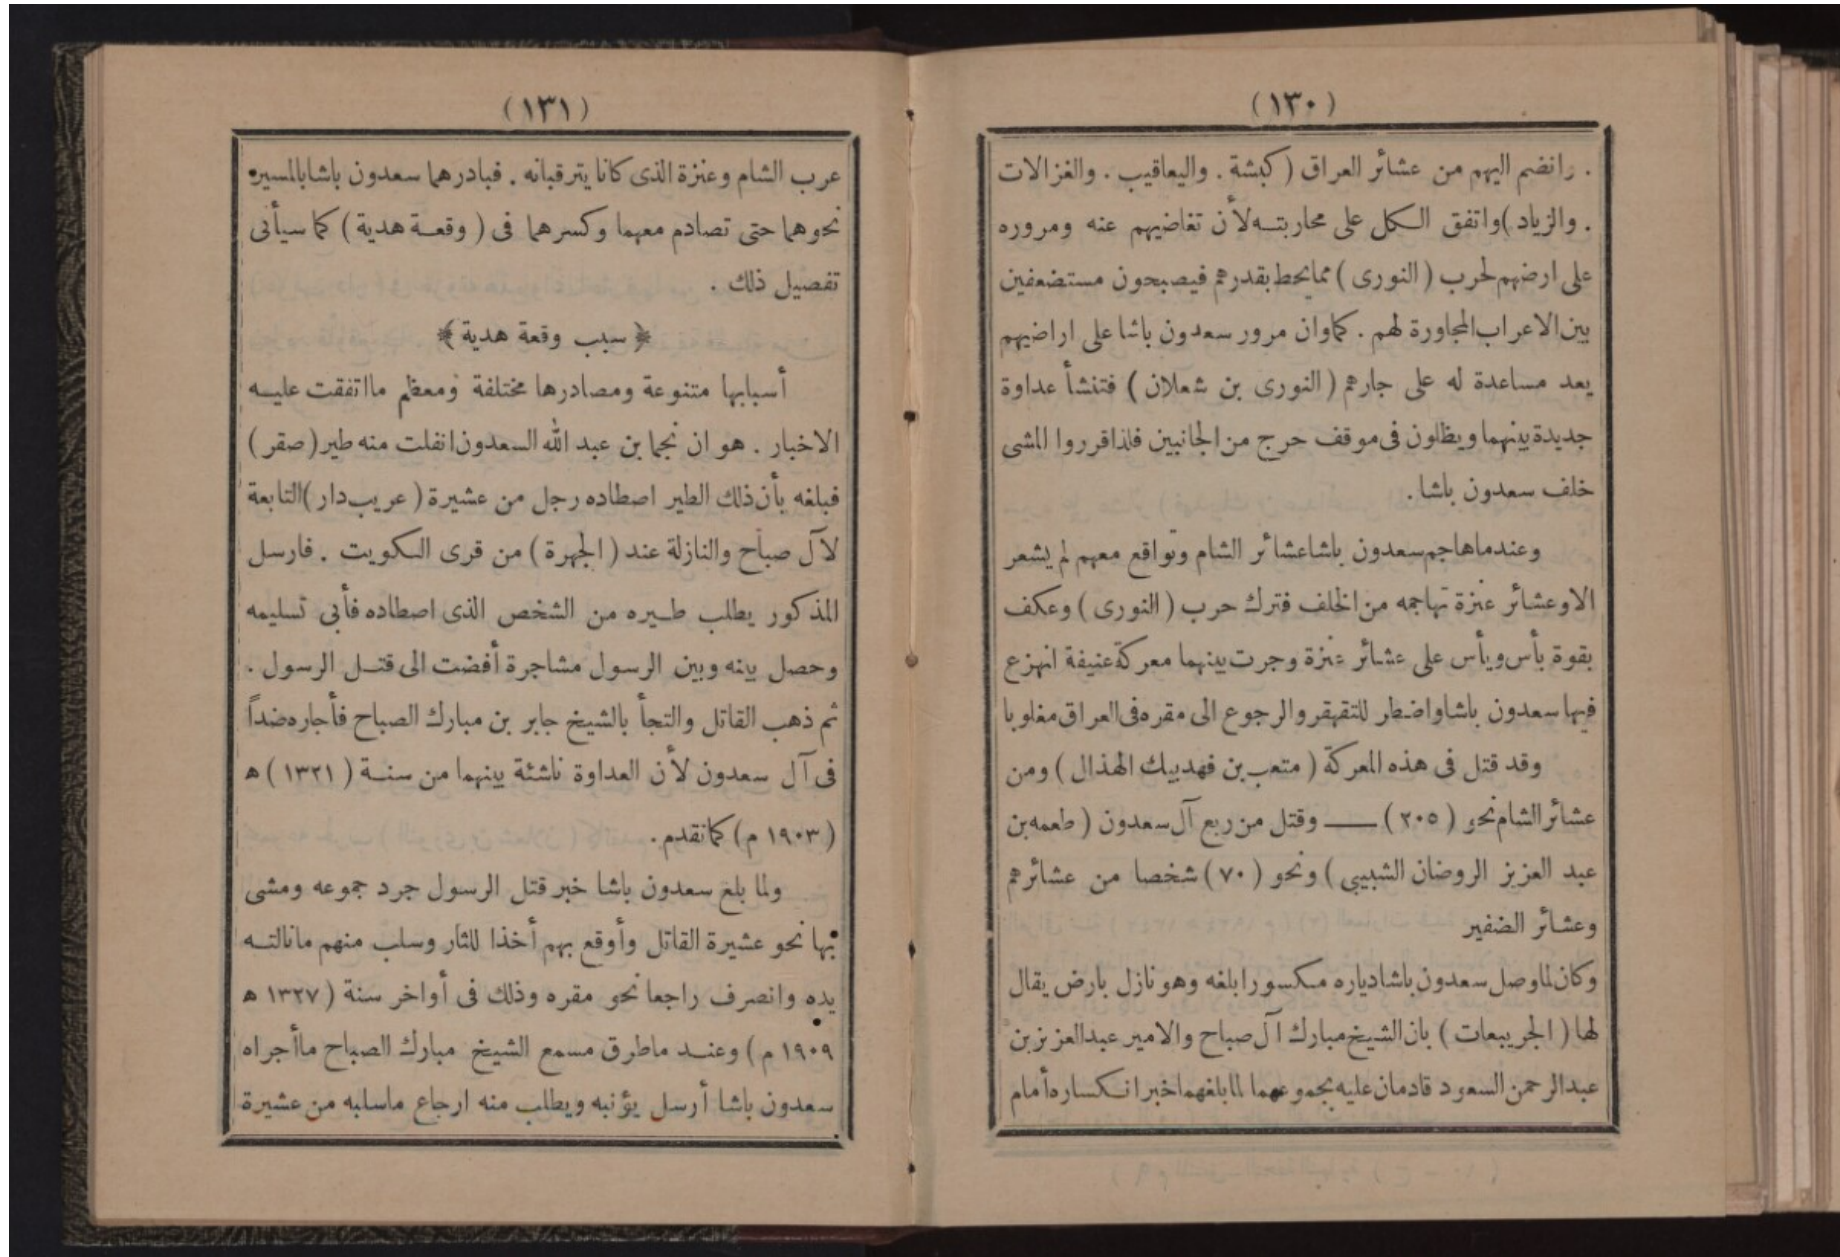 (١٣٠)
. رانضم اليهم من عشائر العراق ( كبشة . واليعاقيب . والغزالات
. والزياد ) واتفق الكل على محاربته لأن تغاضيهم عنه ومروره
على ارضهم لحرب ( النورى ) مما يحط بقدرهم فيصبحون مستضعفين
بين الاعراب المجاورة لهم . كما وان مرور سعدون باشا على اراضيهم
يعد مساعدة له على جارهم ( النورى بن شعلان ) فتنشأ عداوة
جديدة بينهما ويظلون فى موقف حرج من الجانبين فلذا قرروا المشى
خلف سعدون باشا .
وعندما هاجم سعدون باشا عشائر الشام وتواقع معهم لم يشعر
الا وعشائر عنزة تهاجمه من الخلف فترك حرب ( النورى ) وعكف
بقوة بأس ويأس على عشائر عنزة وجرت بينهما معركة عنيفة انهزع
فيها سعدون باشا واضطر للتقهقر والرجوع الى مقره فى العراق مغلوبا
وقد قتل فى هذه المعركة ( متعب بن فهد بيك الهذال ) ومن
عشائر الشام نحو ( ٢٠٥ ) — وقتل من ربع آل سعدون ( طعمه بن
عبد العزيز الروضان الشبيبى ) ونحو ( ٧٠ ) شخصا من عشائرهم
وعشائر الضفير
وكان لما وصل سعدون باشا دياره مكسورا بلغه وهو نازل بارض يقال
لها ( الجريبعات ) بان الشيخ مبارك آل صباح والامير عبد العزيز بن
عبد الرحمن السعود قادمان عليه بجموعهما لما بلغهما خبر انكساره أمام
(١٣١)
عرب الشام وعنزة الذى كانا يترقبانه . فبادرهما سعدون باشا بالمسيره
نحوهما حتى تصادم معهما وكسرهما فى ( وقعة هدية ) كما سيأتى
تفصيل ذلك .
﴿ سبب وقعة هدية ﴾
أسبابها متنوعة ومصادرها مختلفة ومعظم ما اتفقت عليه
الاخبار . هو ان نجما بن عبد الله السعدون انفلت منه طير ( صقر )
فبلغه بأن ذلك الطير اصطاده رجل من عشيرة ( عريب دار ) التابعة
لآل صباح والنازلة عند ( الجهرة ) من قرى الكويت . فارسل
المذكور يطلب طيره من الشخص الذى اصطاده فأبى تسليمه
وحصل بينه وبين الرسول مشاجرة أفضت الى قتل الرسول .
ثم ذهب القاتل والتجأ بالشيخ جابر بن مبارك الصباح فأجاره ضداً
فى آل سعدون لأن العداوة ناشئة بينهما من سنة ( ١٣٢١ ) ه
( ١٩٠٣ م ) كما تقدم .
ولما بلغ سعدون باشا خبر قتل الرسول جرد جموعه ومشى
بها نحو عشيرة القاتل وأوقع بهم أخذا للثار وسلب منهم ما نالته
يده وانصرف راجعا نحو مقره وذلك فى أواخر سنة ( ١٣٢٧ ه
١٩٠٩ م ) وعند ما طرق مسمع الشيخ مبارك الصباح ما أجراه
سعدون باشا أرسل يؤنبه ويطلب منه ارجاع ما سلبه من عشيرة